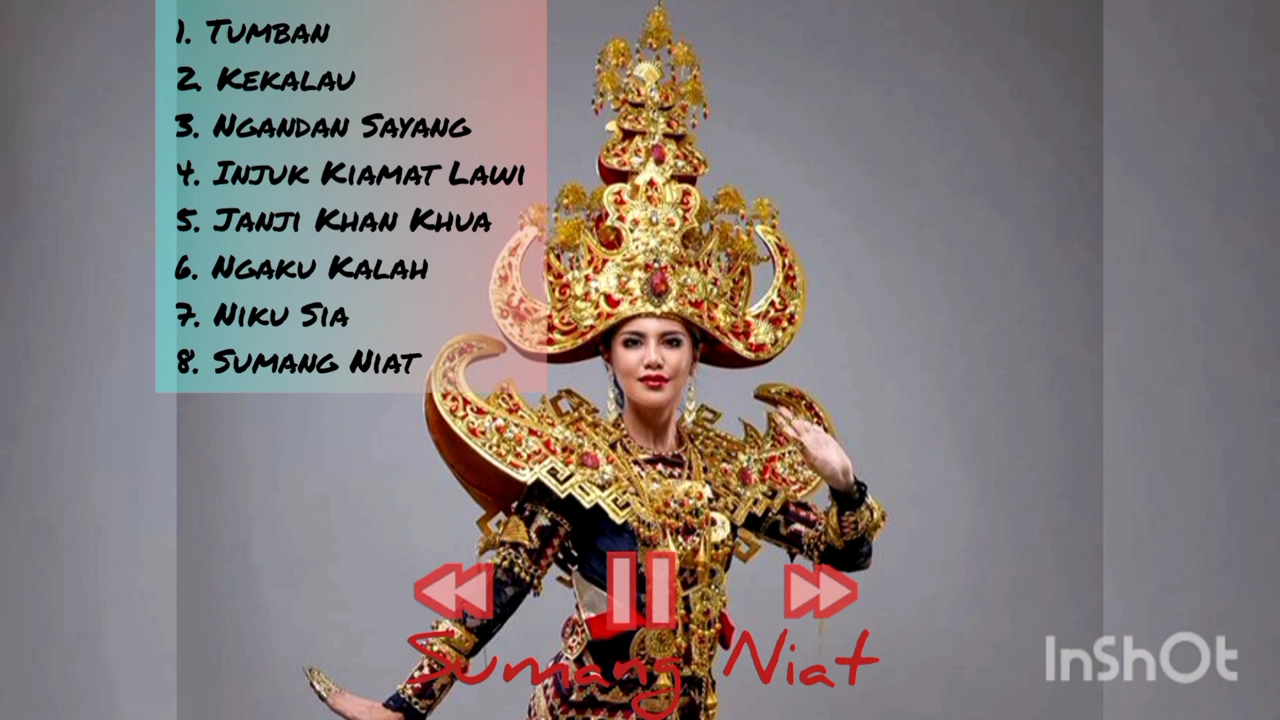 1. Tumban
2. Kekalau
3. Ngandan Sayang
4. Injuk Kiamat Lawi
5. Janji Khan Khua
6. Ngaku Kalah
7. Niku Sia
8. Sumang Niat
Sumang Niat
InShOt